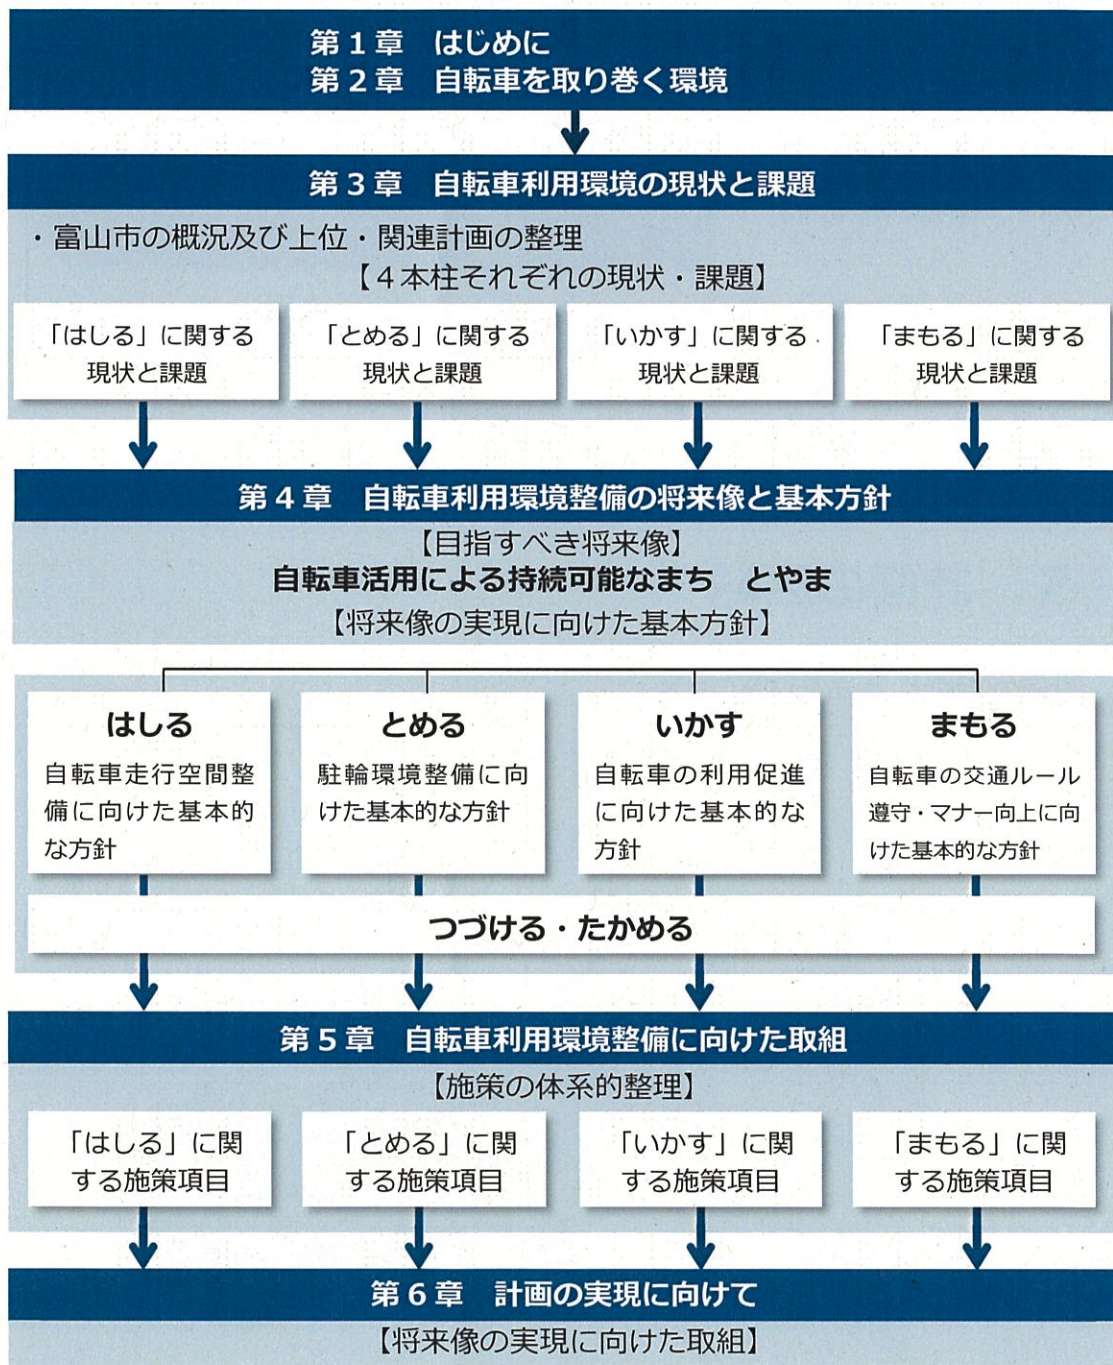 第1章　はじめに
第2章　自転車を取り巻く環境
第3章　自転車利用環境の現状と課題
・富山市の概況及び上位・関連計画の整理
【4本柱それぞれの現状・課題】
「はしる」に関する
現状と課題
「とめる」に関する
現状と課題
「いかす」に関する
現状と課題
「まもる」に関する
現状と課題
第4章　自転車利用環境整備の将来像と基本方針
【目指すべき将来像】
自転車活用による持続可能なまち　とやま
【将来像の実現に向けた基本方針】
はしる
自転車走行空間整
備に向けた基本的
な方針
とめる
駐輪環境整備に向
けた基本的な方針
いかす
自転車の利用促進
に向けた基本的な
方針
まもる
自転車の交通ルール
遵守・マナー向上に向
けた基本的な方針
つづける・たかめる
第5章　自転車利用環境整備に向けた取組
【施策の体系的整理】
「はしる」に関
する施策項目
「とめる」に関
する施策項目
「いかす」に関
する施策項目
「まもる」に関
する施策項目
第6章　計画の実現に向けて
【将来像の実現に向けた取組】